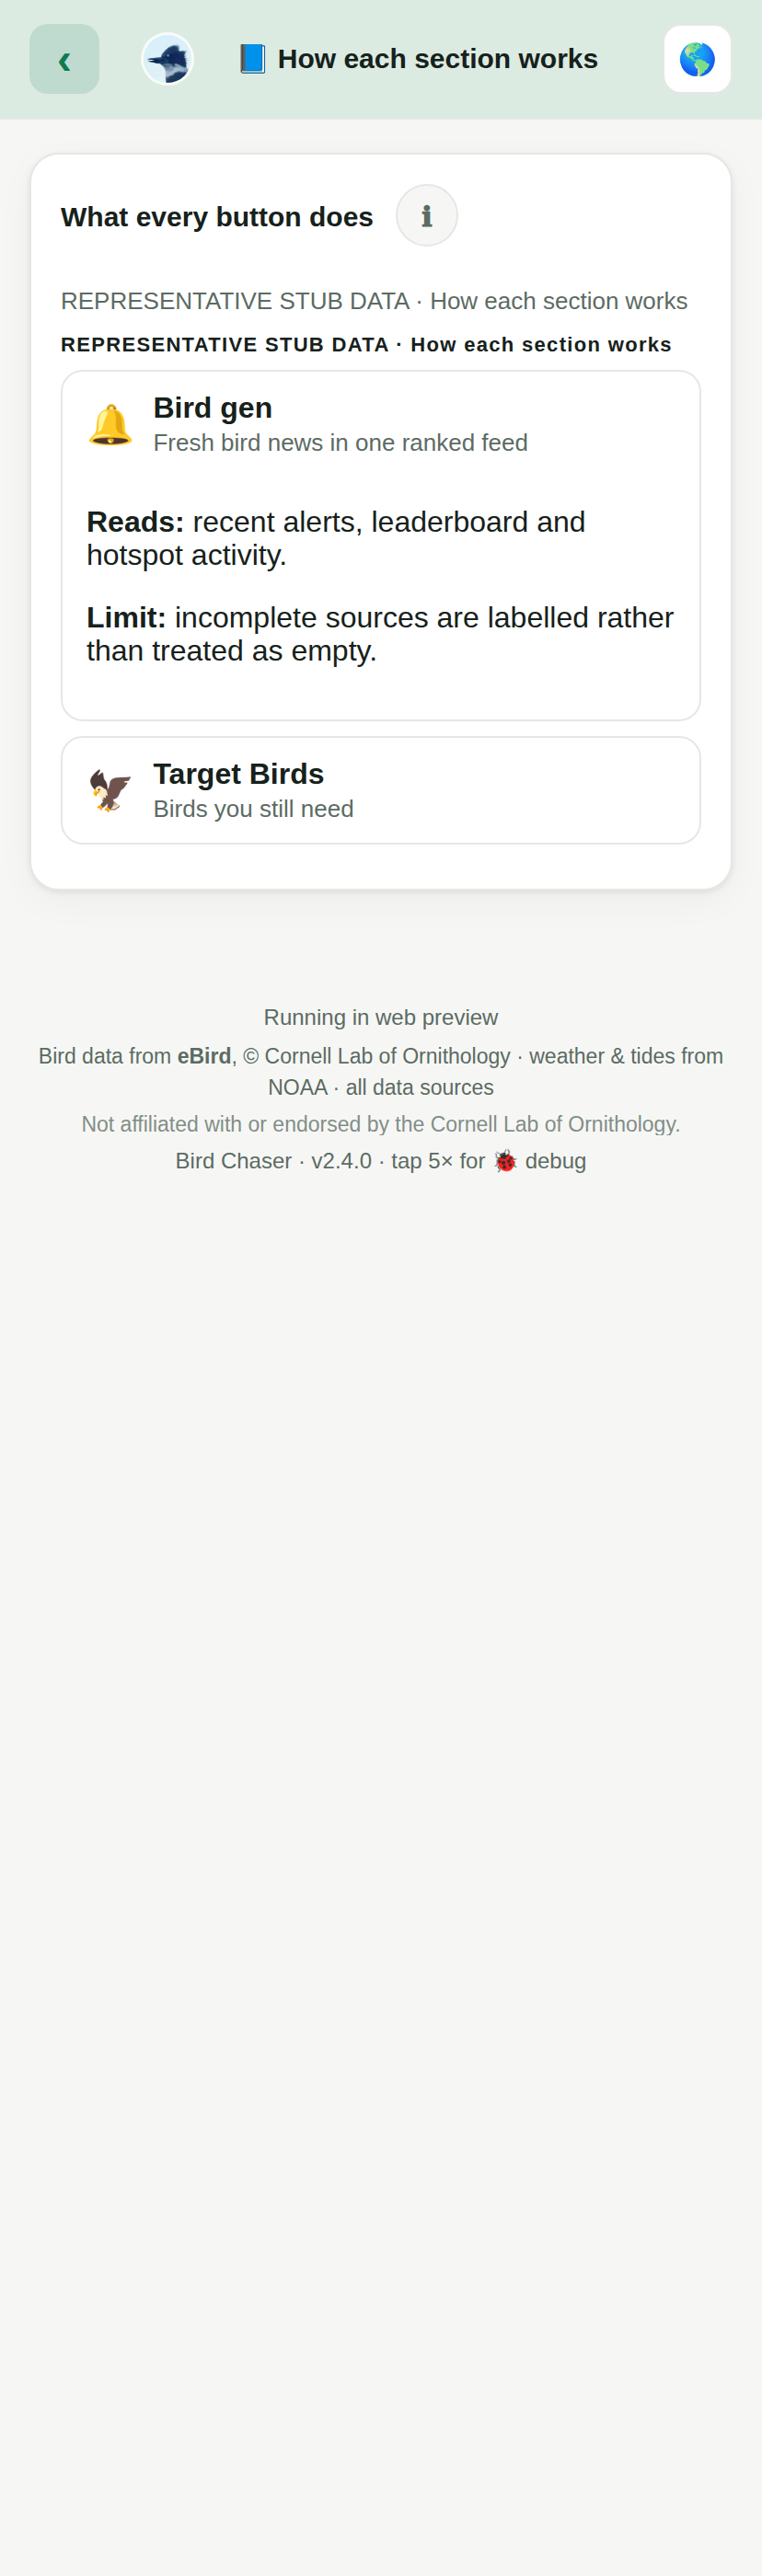 ‹ 📘 How each section works 🌎
What every button does ℹ
REPRESENTATIVE STUB DATA · How each section works
REPRESENTATIVE STUB DATA · How each section works
🔔 Bird gen
Fresh bird news in one ranked feed
Reads: recent alerts, leaderboard and
hotspot activity.
Limit: incomplete sources are labelled rather
than treated as empty.
🦅 Target Birds
Birds you still need
Running in web preview
Bird data from eBird, © Cornell Lab of Ornithology · weather & tides from
NOAA · all data sources
Not affiliated with or endorsed by the Cornell Lab of Ornithology.
Bird Chaser · v2.4.0 · tap 5× for 🐞 debug